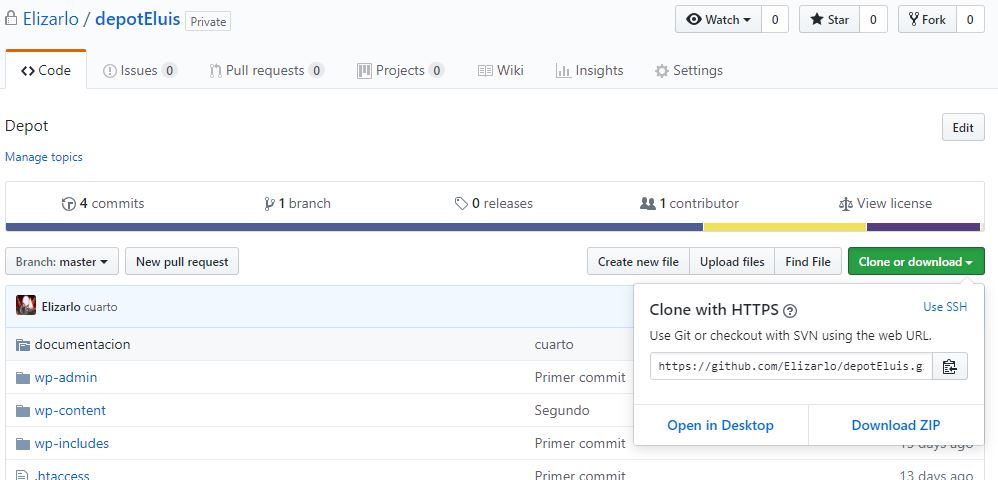 Elizarlo / depotEluis Private
Watch 0 Star 0 Fork 0
Code Issues 0 Pull requests 0 Projects 0 Wiki Insights Settings
Depot
Edit
Manage topics
4 commits 1 branch 0 releases 1 contributor View license
Branch: master New pull request Create new file Upload files Find File Clone or download
Elizarlo cuarto
Clone with HTTPS ? Use SSH
Use Git or checkout with SVN using the web URL.
https://github.com/Elizarlo/depotEluis.g
Open in Desktop Download ZIP
documentacion cuarto
wp-admin Primer commit
wp-content Segundo
wp-includes Primer commit 13 days ago
.htaccess Primer commit 13 days ago